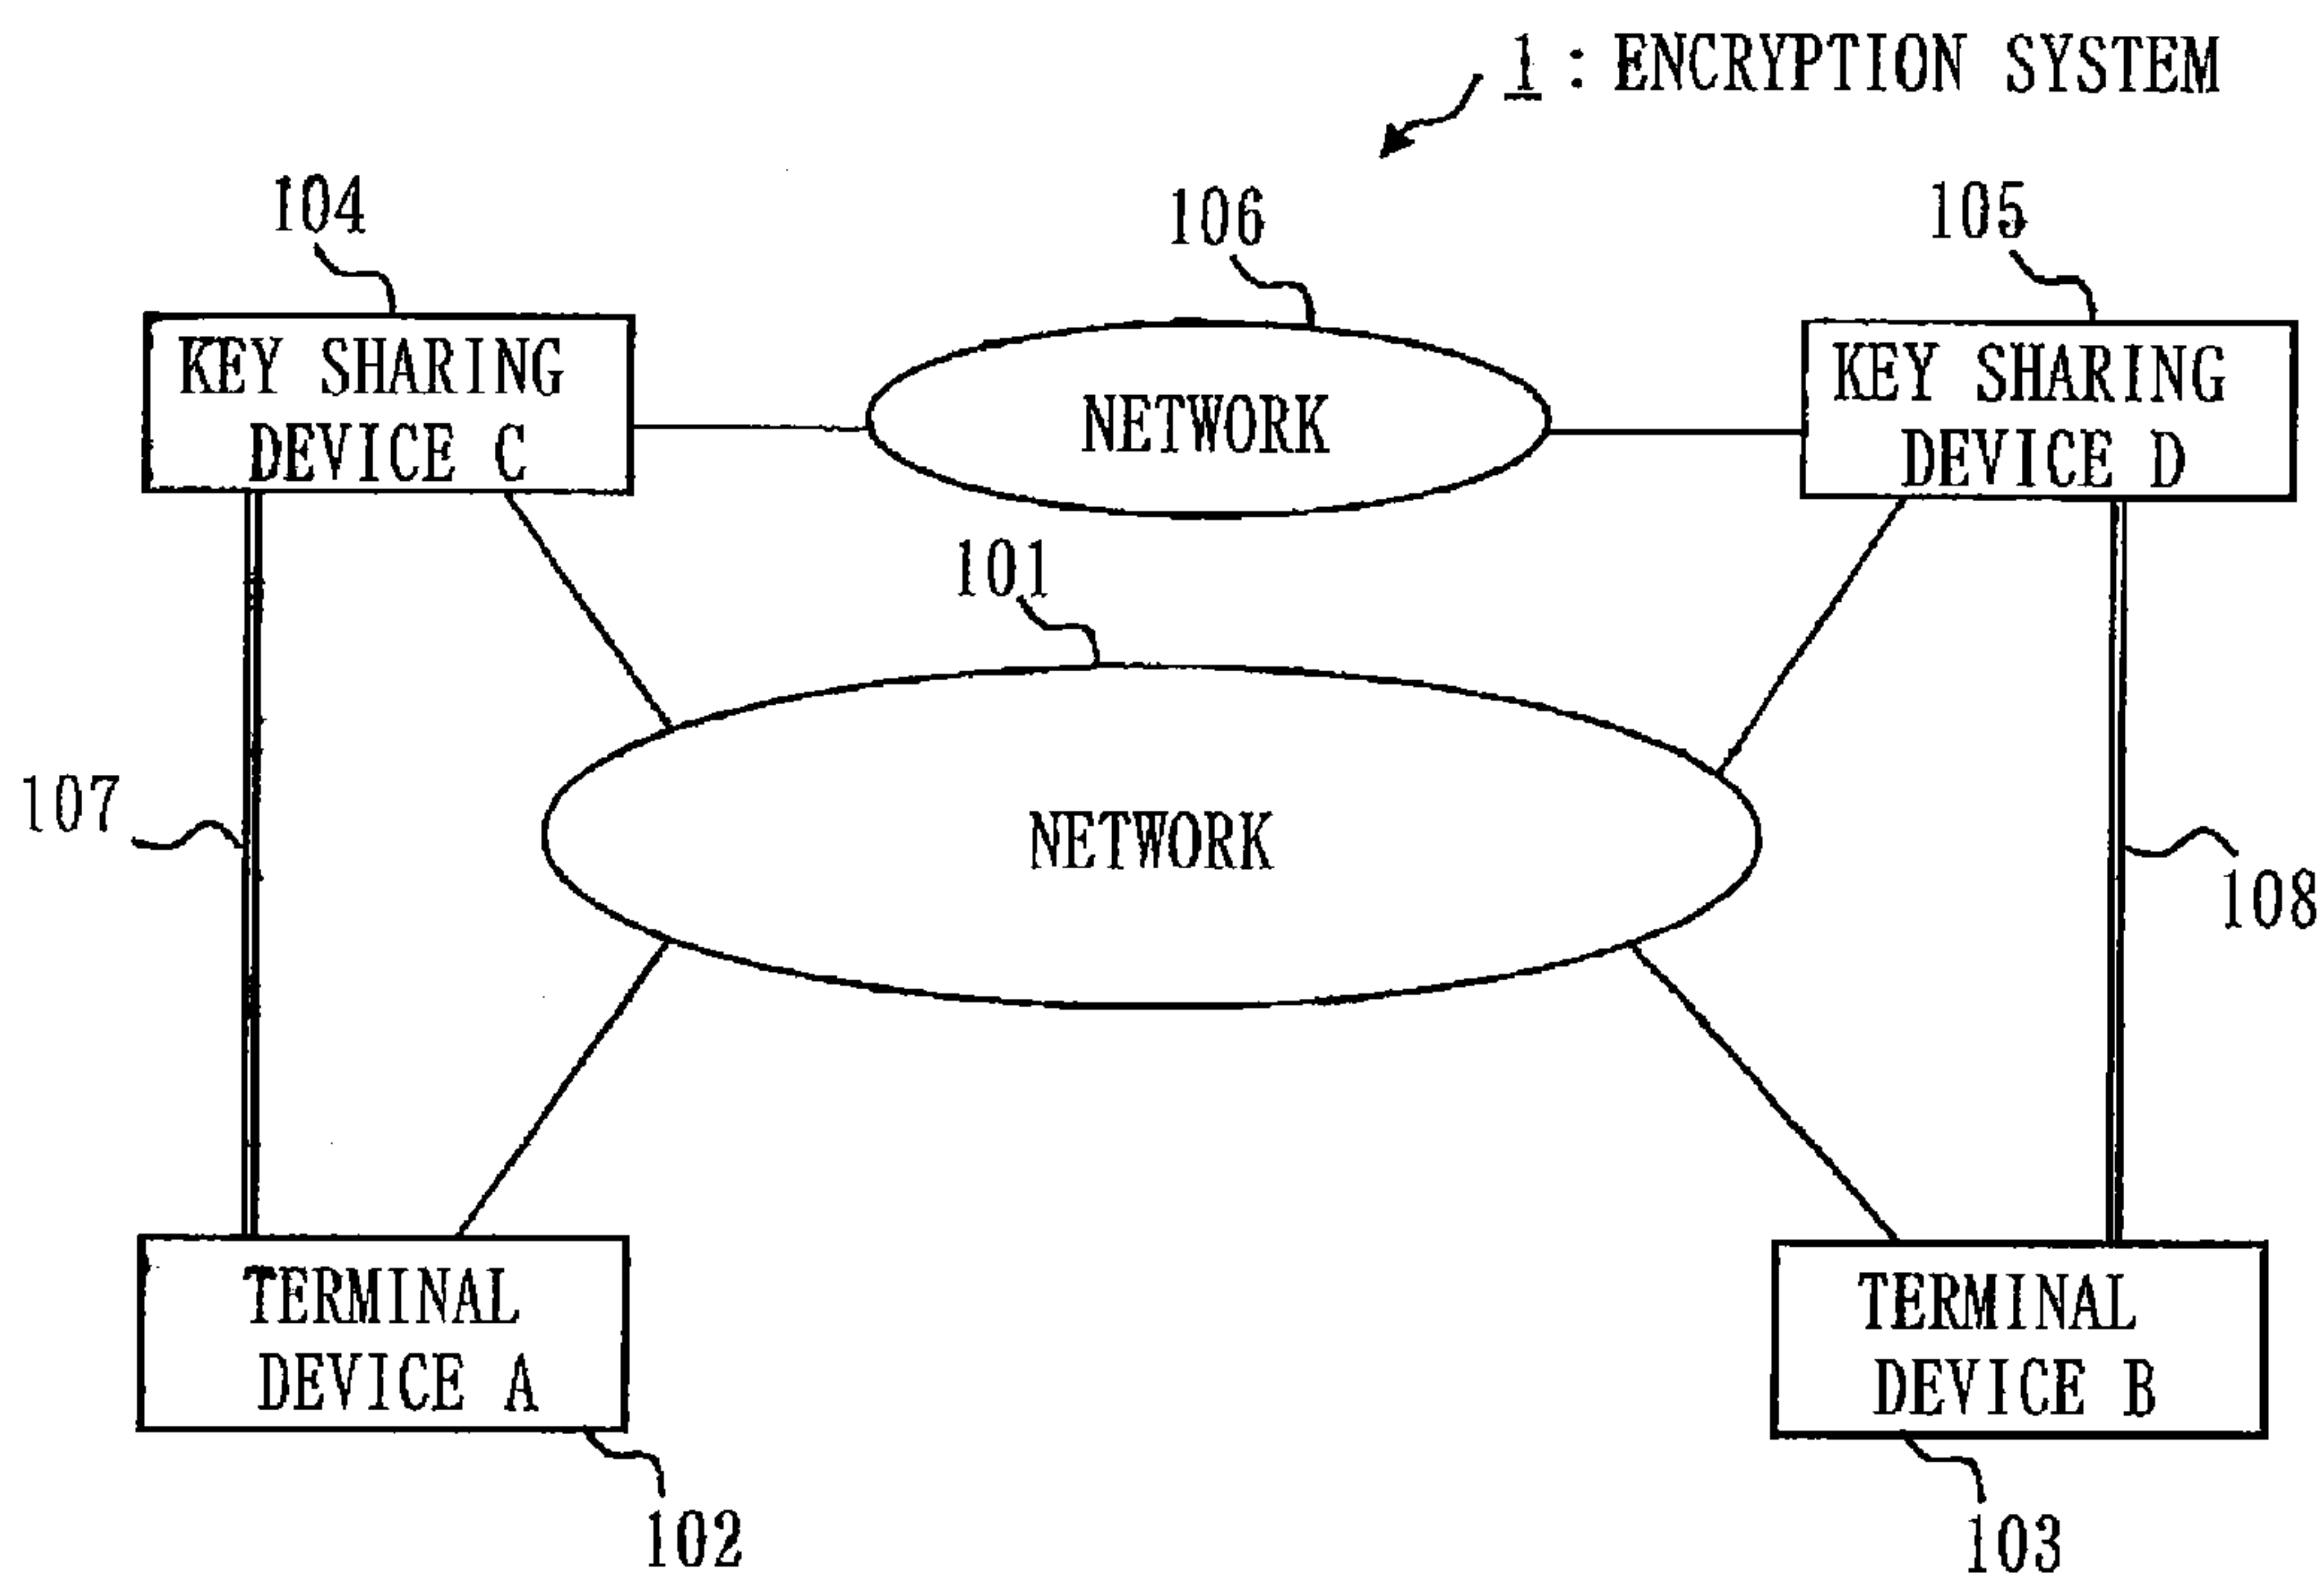 1 : ENCRYPTION SYSTEM
104
106
105
KEY SHARING
DEVICE C
NETWORK
KEY SHARING
DEVICE D
101
107
NETWORK
108
TERMINAL
DEVICE A
TERMINAL
DEVICE B
102
103